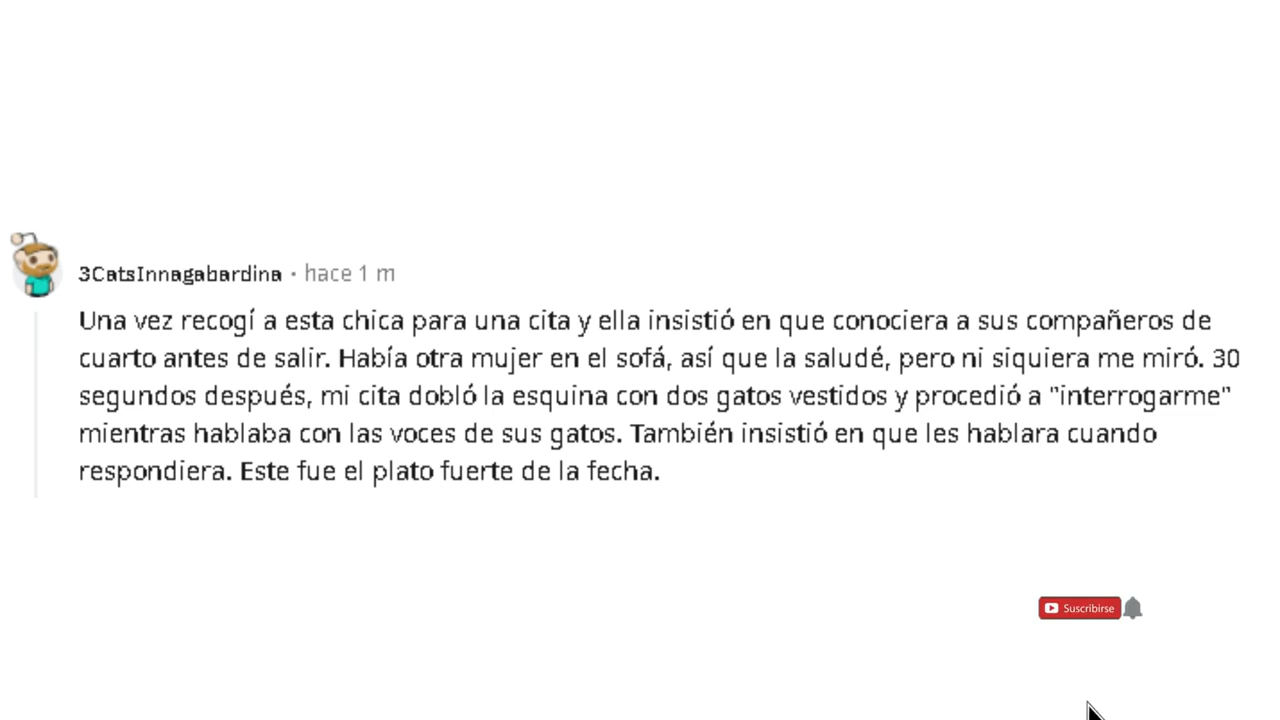 3CatsInnagabardina • hace 1 m
Una vez recogí a esta chica para una cita y ella insistió en que conociera a sus compañeros de
cuarto antes de salir. Había otra mujer en el sofá, así que la saludé, pero ni siquiera me miró. 30
segundos después, mi cita dobló la esquina con dos gatos vestidos y procedió a "interrogarme"
mientras hablaba con las voces de sus gatos. También insistió en que les hablara cuando
respondiera. Este fue el plato fuerte de la fecha.
Suscribirse